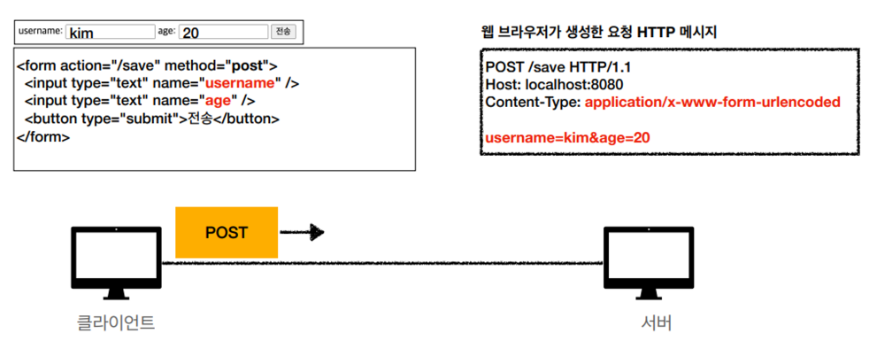 username: kim age: 20 전송
<form action="/save" method="post">
<input type="text" name="username" />
<input type="text" name="age" />
<button type="submit">전송</button>
</form>
웹 브라우저가 생성한 요청 HTTP 메시지
POST /save HTTP/1.1
Host: localhost:8080
Content-Type: application/x-www-form-urlencoded
username=kim&age=20
POST
클라이언트
서버